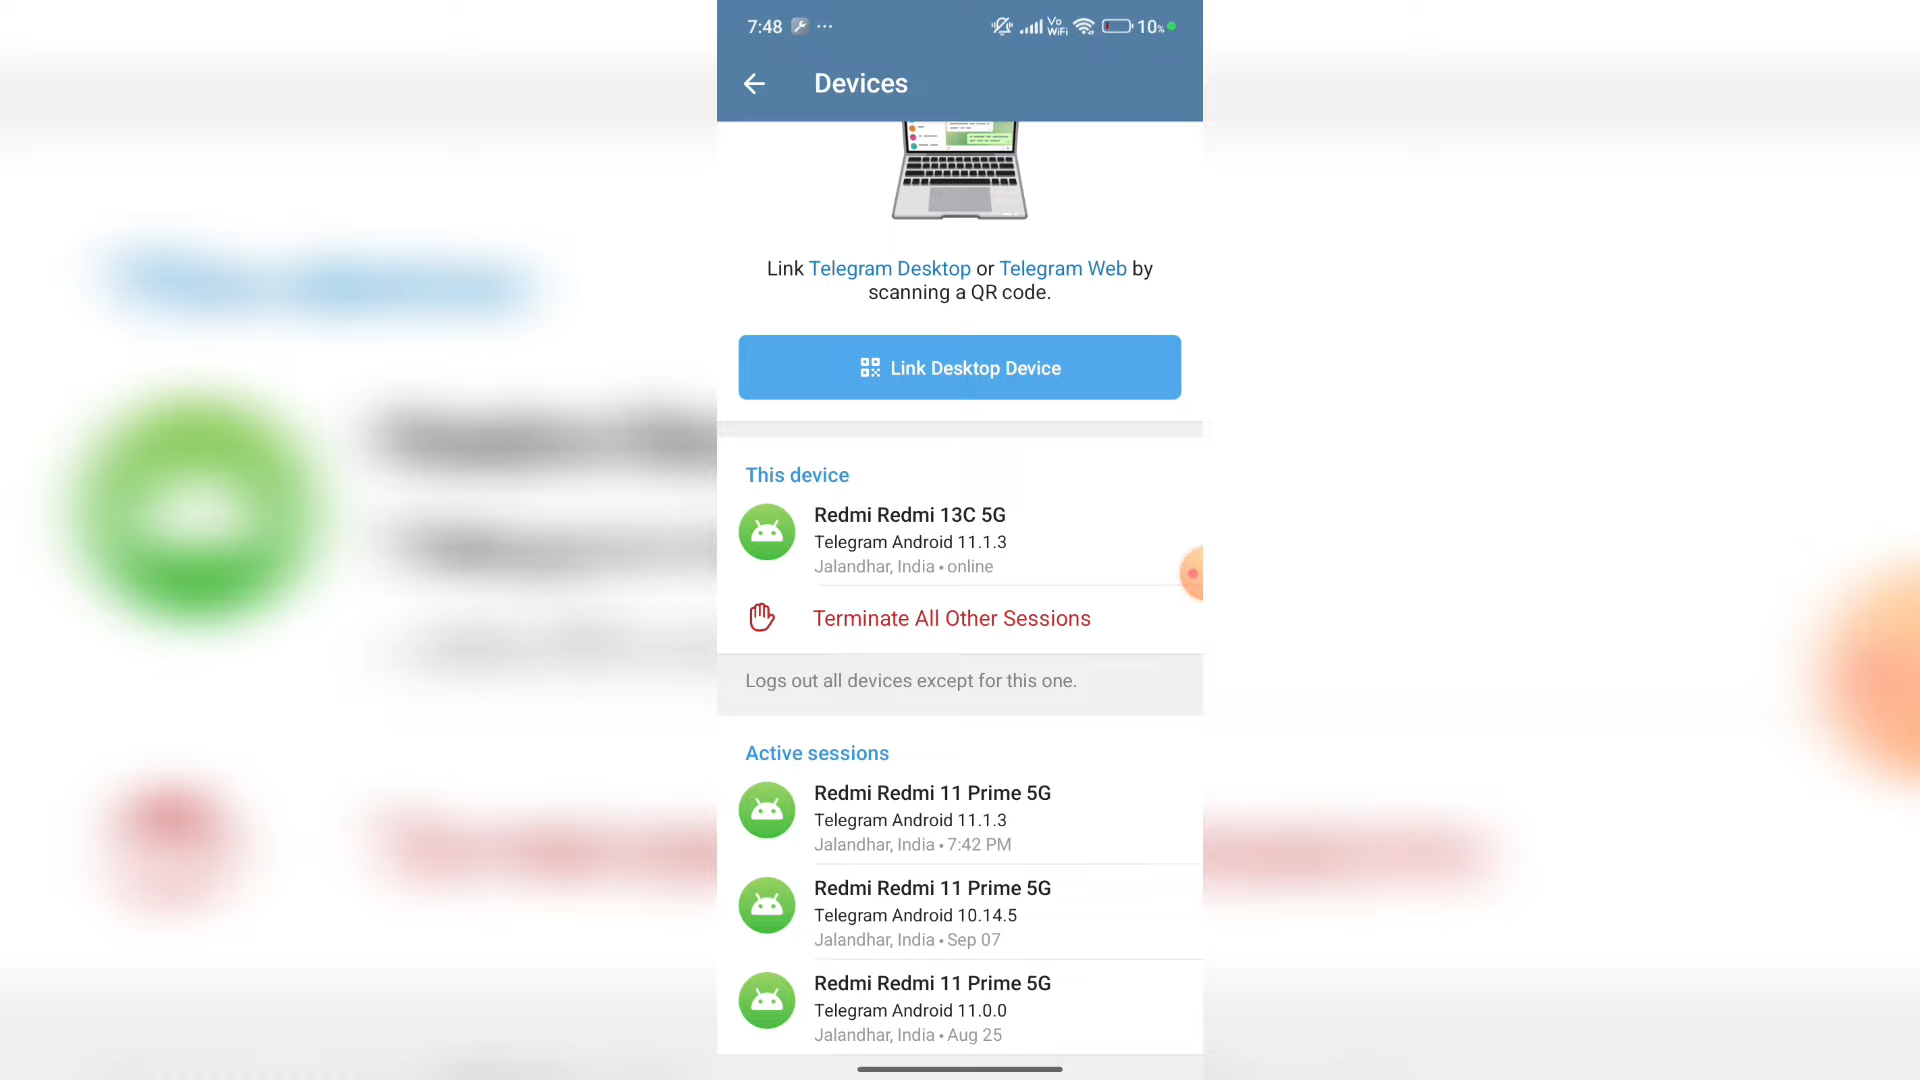 7:48 ... Vo WiFi 10%
Devices
Link Telegram Desktop or Telegram Web by
scanning a QR code.
Link Desktop Device
This device
Redmi Redmi 13C 5G
Telegram Android 11.1.3
Jalandhar, India • online
Terminate All Other Sessions
Logs out all devices except for this one.
Active sessions
Redmi Redmi 11 Prime 5G
Telegram Android 11.1.3
Jalandhar, India • 7:42 PM
Redmi Redmi 11 Prime 5G
Telegram Android 10.14.5
Jalandhar, India • Sep 07
Redmi Redmi 11 Prime 5G
Telegram Android 11.0.0
Jalandhar, India • Aug 25